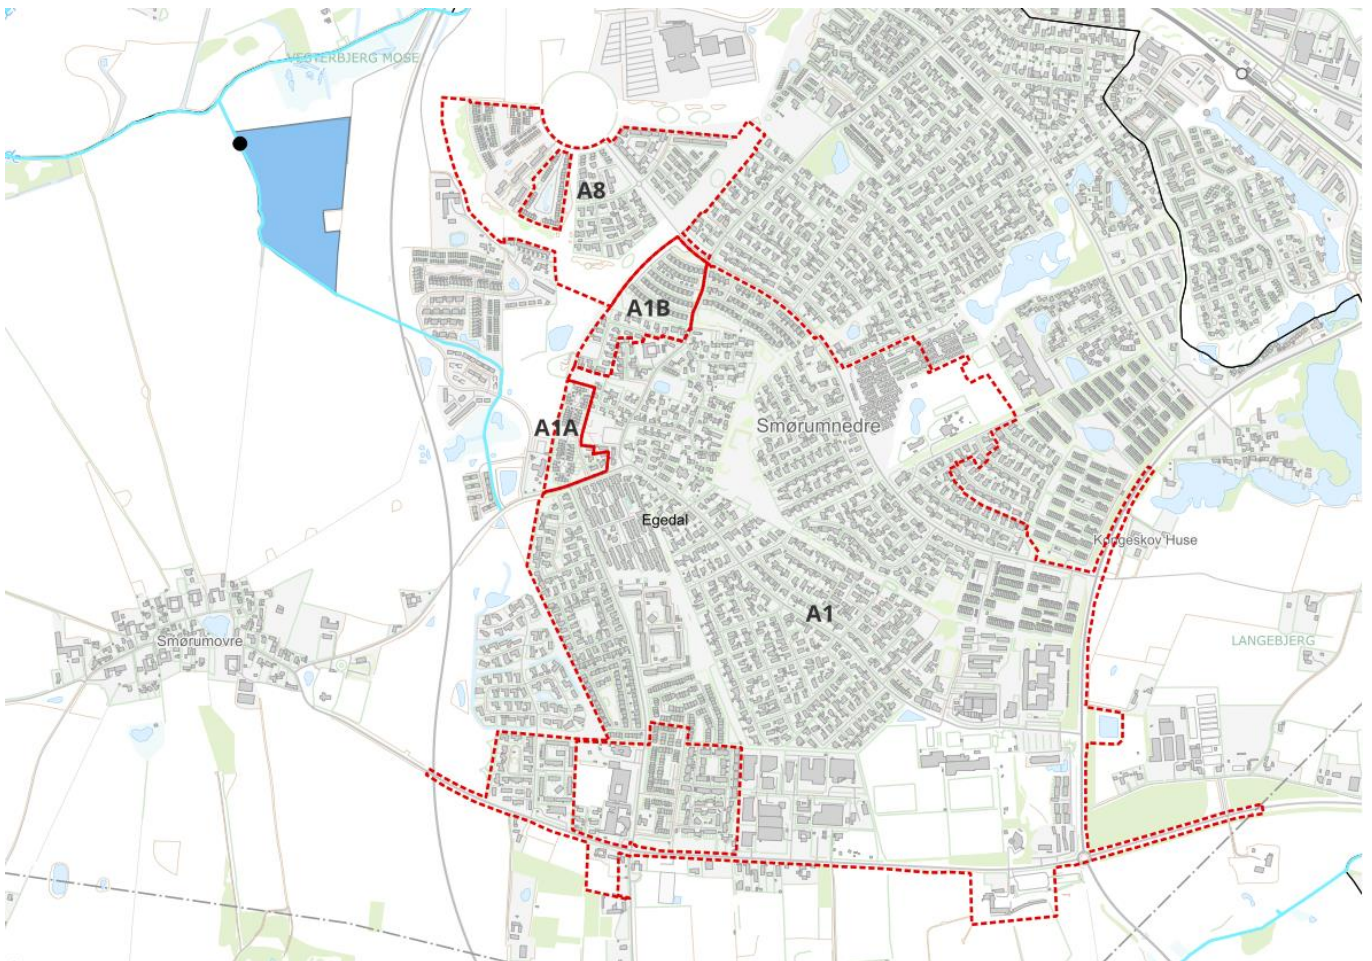 VESTERBJERG MOSE
A8
A1B
A1A
Smørumnedre
Egedal
Kongeskov Huse
A1
Smørumovre
LANGEBJERG